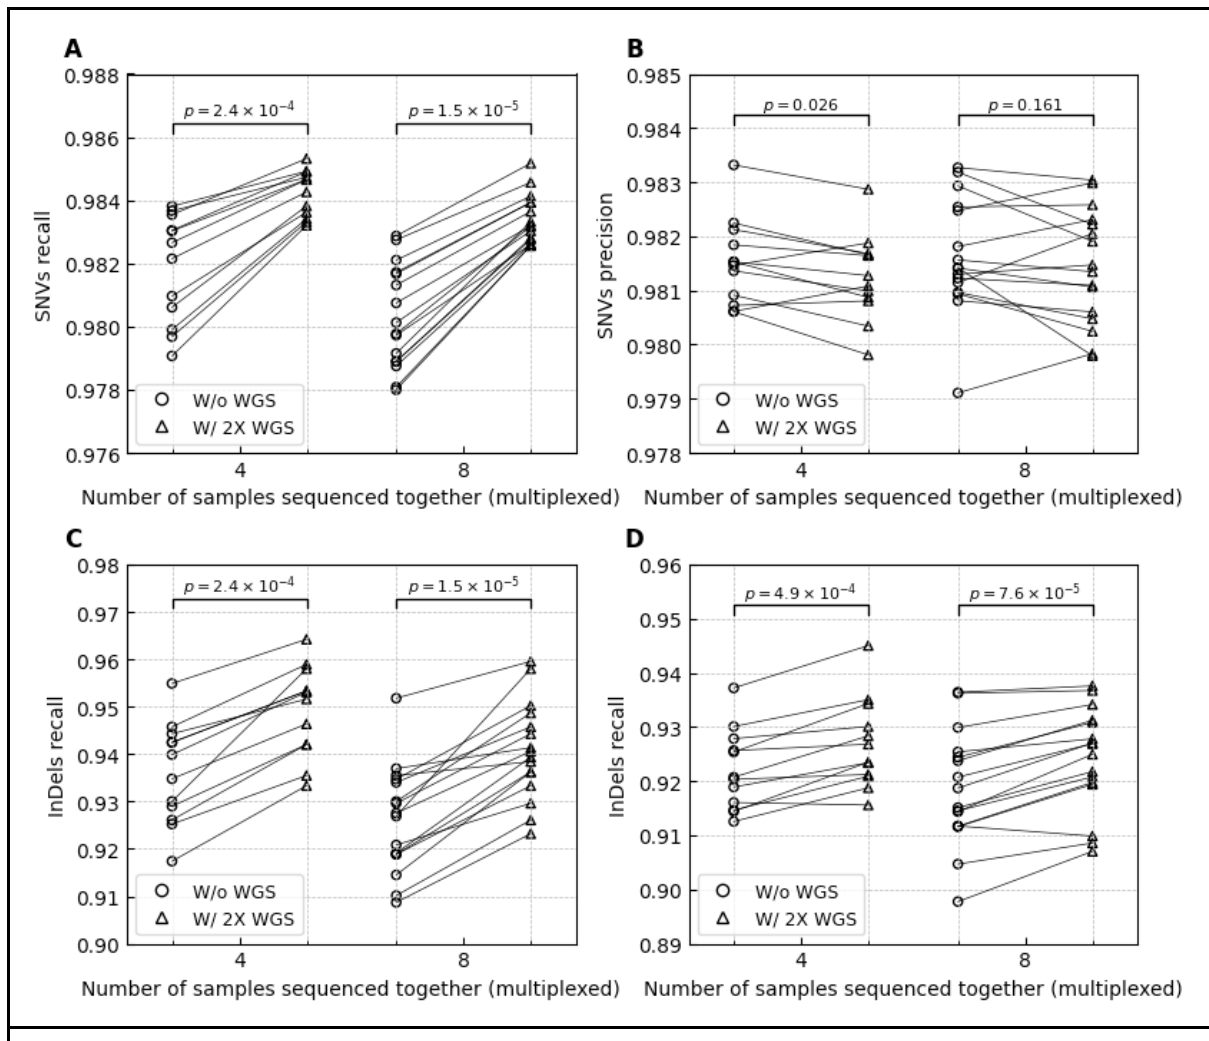 A
0.988
0.986
0.984
0.982
0.980
0.978
0.976
SNVs recall
p = 2.4 × 10⁻⁴
p = 1.5 × 10⁻⁵
W/o WGS
W/ 2X WGS
4
8
Number of samples sequenced together (multiplexed)
B
0.985
0.984
0.983
0.982
0.981
0.980
0.979
0.978
SNVs precision
p = 0.026
p = 0.161
W/o WGS
W/ 2X WGS
4
8
Number of samples sequenced together (multiplexed)
C
0.98
0.97
0.96
0.95
0.94
0.93
0.92
0.91
0.90
InDels recall
p = 2.4 × 10⁻⁴
p = 1.5 × 10⁻⁵
W/o WGS
W/ 2X WGS
4
8
Number of samples sequenced together (multiplexed)
D
0.96
0.95
0.94
0.93
0.92
0.91
0.90
0.89
InDels recall
p = 4.9 × 10⁻⁴
p = 7.6 × 10⁻⁵
W/o WGS
W/ 2X WGS
4
8
Number of samples sequenced together (multiplexed)